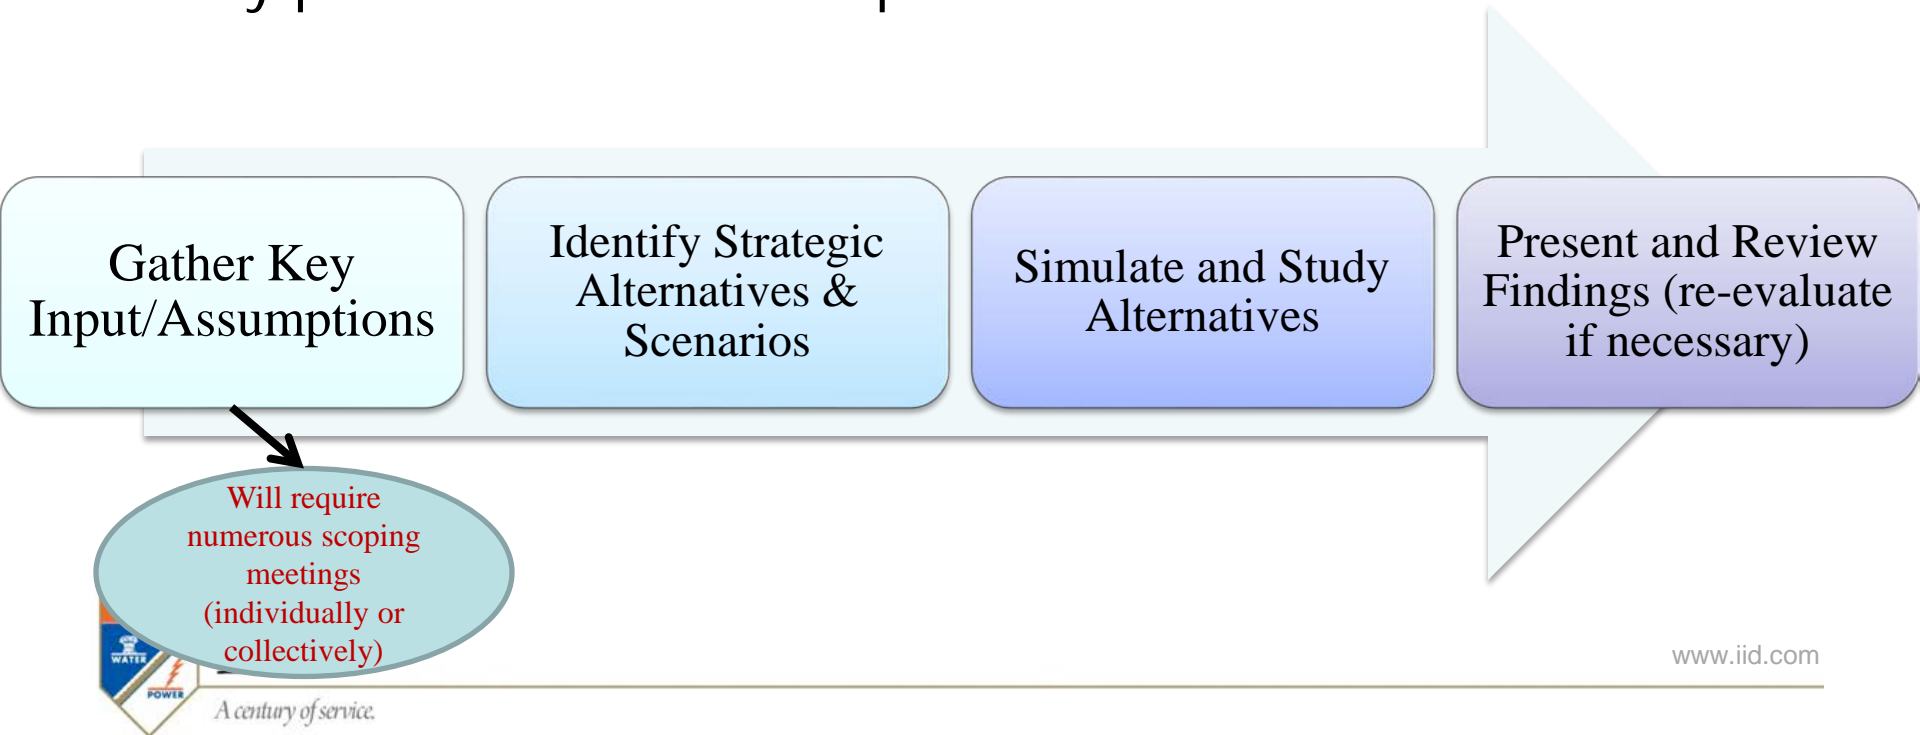 Gather Key
Input/Assumptions
Identify Strategic
Alternatives &
Scenarios
Simulate and Study
Alternatives
Present and Review
Findings (re-evaluate
if necessary)
Will require
numerous scoping
meetings
(individually or
collectively)
WATER
POWER
A century of service.
www.iid.com